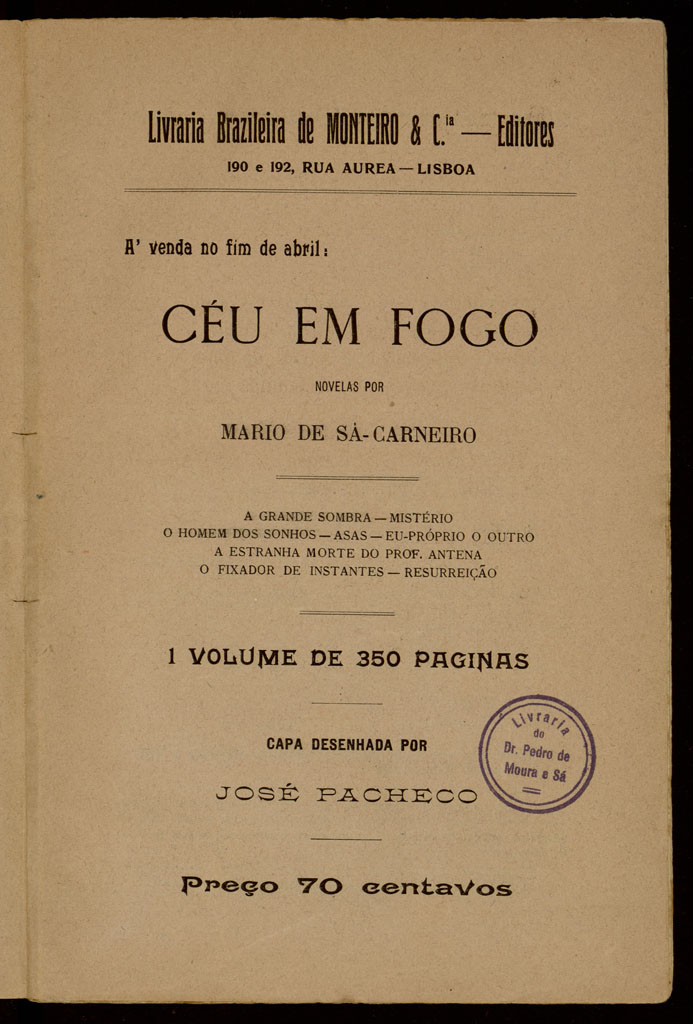 Livraria Brazileira de MONTEIRO & C.ia — Editores
190 e 192, RUA AUREA — LISBOA
A' venda no fim de abril:
CÉU EM FOGO
NOVELAS POR
MARIO DE SÁ-CARNEIRO
A GRANDE SOMBRA — MISTÉRIO
O HOMEM DOS SONHOS — ASAS — EU-PRÓPRIO O OUTRO
A ESTRANHA MORTE DO PROF. ANTENA
O FIXADOR DE INSTANTES — RESURREIÇÃO
1 VOLUME DE 350 PAGINAS
CAPA DESENHADA POR
JOSÉ PACHECO
Preço 70 centavos
Livraria
do
Dr. Pedro de
Moura e Sá